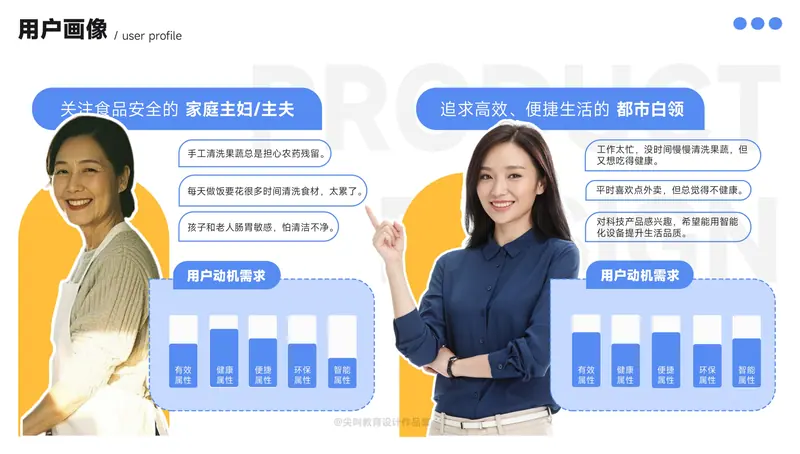 用户画像 / user profile
PRODUCT
DESIGN
关注食品安全的 家庭主妇/主夫
手工清洗果蔬总是担心农药残留。
每天做饭要花很多时间清洗食材，太累了。
孩子和老人肠胃敏感，怕清洁不净。
用户动机需求
有效
属性
健康
属性
便捷
属性
环保
属性
智能
属性
追求高效、便捷生活的 都市白领
工作太忙，没时间慢慢清洗果蔬，但
又想吃得健康。
平时喜欢点外卖，但总觉得不健康。
对科技产品感兴趣，希望能用智能
化设备提升生活品质。
用户动机需求
有效
属性
健康
属性
便捷
属性
环保
属性
智能
属性
@尖叫教育设计作品集